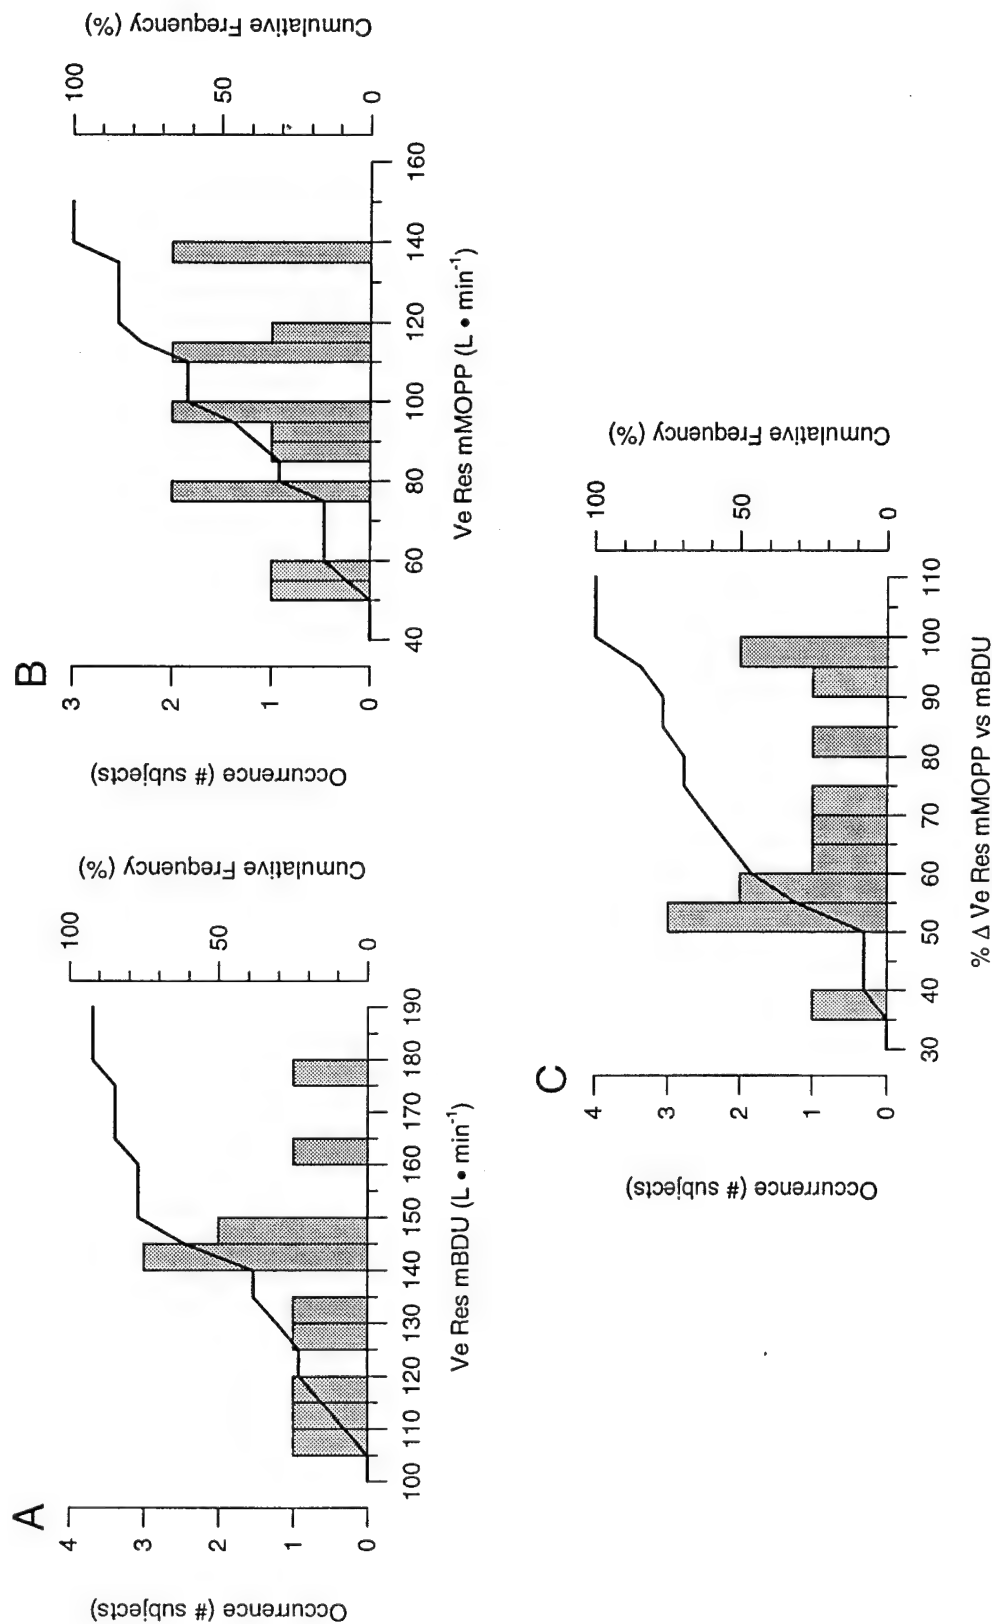 A
Occurrence (# subjects)
4
3
2
1
0
100 110 120 130 140 150 160 170 180 190
Ve Res mBDU (L • min⁻¹)
100
50
0
Cumulative Frequency
(%)
B
Occurrence (# subjects)
3
2
1
0
40 60 80 100 120 140 160
Ve Res mMOPP (L • min⁻¹)
100
50
0
Cumulative Frequency
(%)
C
Occurrence (# subjects)
4
3
2
1
0
30 40 50 60 70 80 90 100 110
% Δ Ve Res mMOPP vs mBDU
100
50
0
Cumulative Frequency
(%)